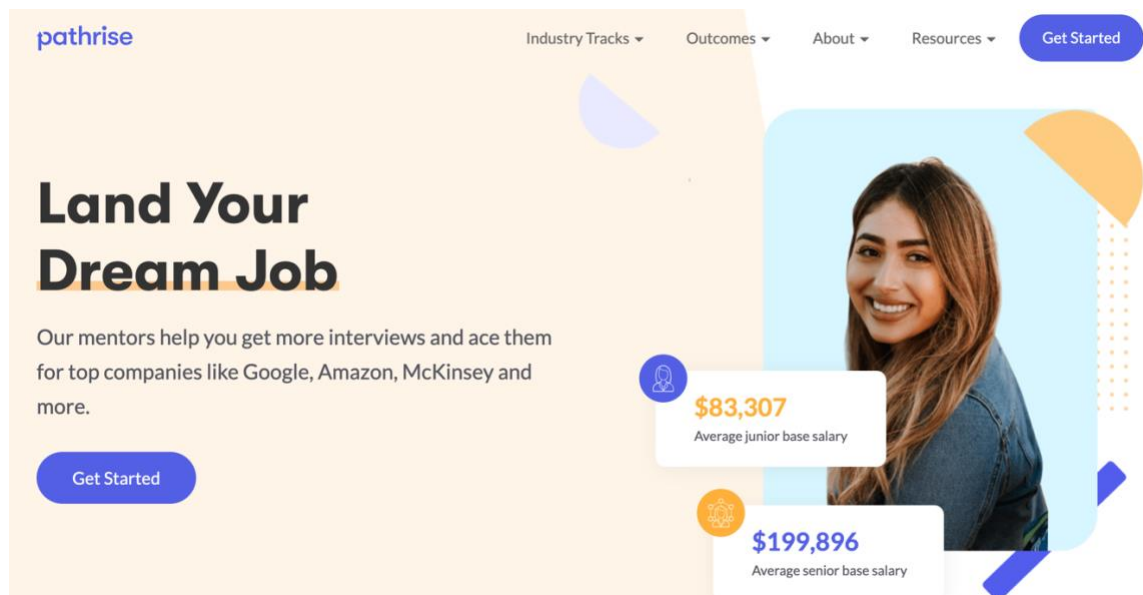 pathrise
Industry Tracks
Outcomes
About
Resources
Get Started
Land Your
Dream Job
Our mentors help you get more interviews and ace them
for top companies like Google, Amazon, McKinsey and
more.
Get Started
$83,307
Average junior base salary
$199,896
Average senior base salary